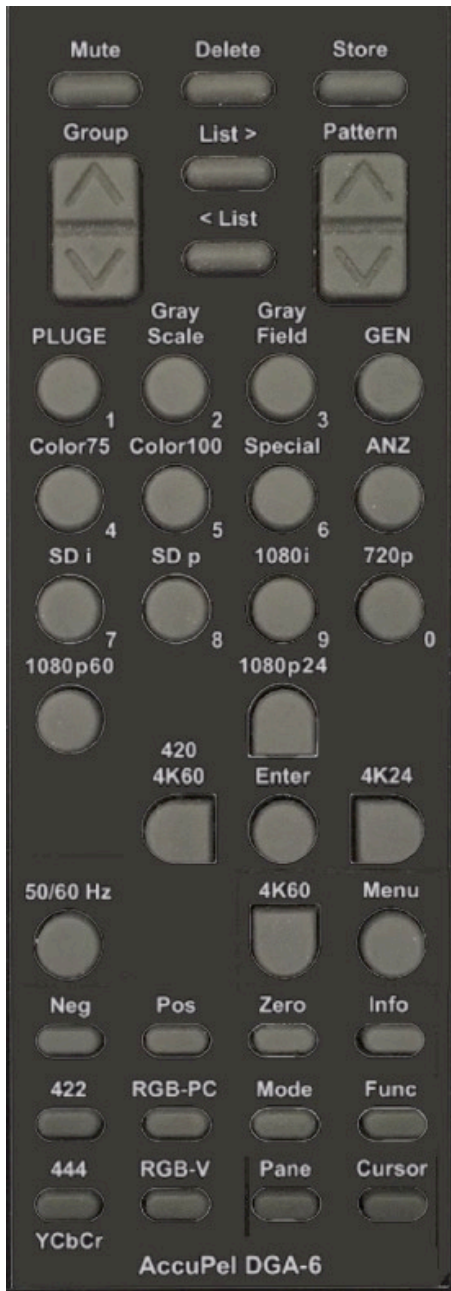 Mute Delete Store
Group List > Pattern
< List
PLUGE Gray Scale Gray Field GEN
1 2 3
Color75 Color100 Special ANZ
4 5 6
SD i SD p 1080i 720p
7 8 9 0
1080p60 1080p24
420
4K60 Enter 4K24
50/60 Hz 4K60 Menu
Neg Pos Zero Info
422 RGB-PC Mode Func
444 RGB-V Pane Cursor
YCbCr
AccuPel DGA-6